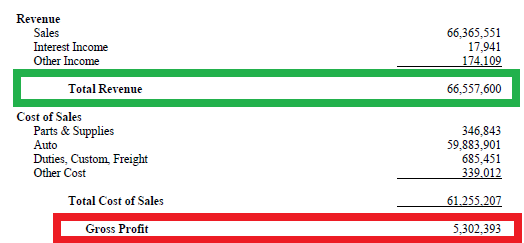 Revenue
Sales 66,365,551
Interest Income 17,941
Other Income 174,109
Total Revenue 66,557,600
Cost of Sales
Parts & Supplies 346,843
Auto 59,883,901
Duties, Custom, Freight 685,451
Other Cost 339,012
Total Cost of Sales 61,255,207
Gross Profit 5,302,393